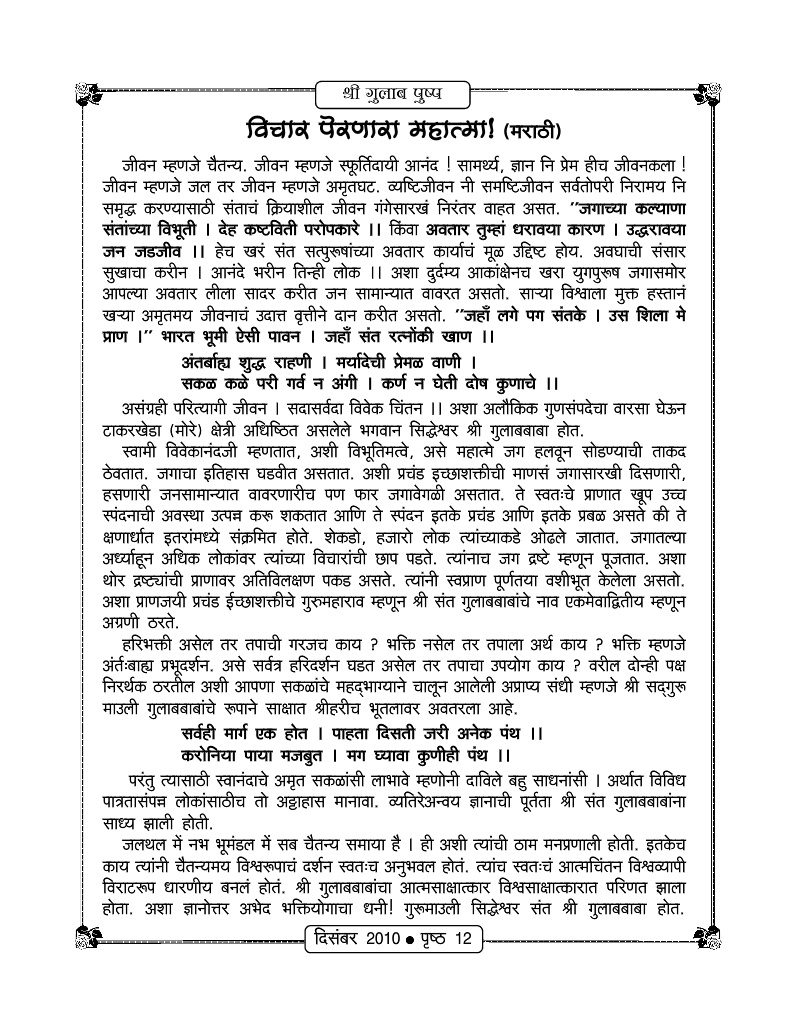 श्री गुलाब पुष्प
विचार पेरणारा महात्मा! (मराठी)
जीवन म्हणजे चैतन्य. जीवन म्हणजे स्फूर्तिदायी आनंद ! सामर्थ्य, ज्ञान नि प्रेम हीच जीवनकला !
जीवन म्हणजे जल तर जीवन म्हणजे अमृतघट. व्यष्टिजीवन नी समष्टिजीवन सर्वतोपरी निरामय नि
समृद्ध करण्यासाठी संताचं क्रियाशील जीवन गंगेसारखं निरंतर वाहत असत. ’’जगाच्या कल्याणा
संतांच्या विभूती । देह कष्टविती परोपकारे ।। किंवा अवतार तुम्हां धरावया कारण । उद्धरावया
जन जडजीव ।। हेच खरं संत सत्पुरूषांच्या अवतार कार्याचं मूळ उद्दिष्ट होय. अवघाची संसार
सुखाचा करीन । आनंदे भरीन तिन्ही लोक ।। अशा दुर्दम्य आकांक्षेनच खरा युगपुरूष जगासमोर
आपल्या अवतार लीला सादर करीत जन सामान्यात वावरत असतो. साऱ्या विश्वाला मुक्त हस्तानं
खऱ्या अमृतमय जीवनाचं उदात्त वृत्तीने दान करीत असतो. ’’जहाँ लगे पग संतके । उस शिला मे
प्राण ।’’ भारत भूमी ऐसी पावन । जहाँ संत रत्नोंकी खाण ।।
अंतर्बाह्य शुद्ध राहणी । मर्यादेची प्रेमळ वाणी ।
सकळ कळे परी गर्व न अंगी । कर्ण न घेती दोष कुणाचे ।।
असंग्रही परित्यागी जीवन । सदासर्वदा विवेक चिंतन ।। अशा अलौकिक गुणसंपदेचा वारसा घेऊन
टाकरखेडा (मोरे) क्षेत्री अधिष्ठित असलेले भगवान सिद्धेश्वर श्री गुलाबबाबा होत.
स्वामी विवेकानंदजी म्हणतात, अशी विभूतिमत्वे, असे महात्मे जग हलवून सोडण्याची ताकद
ठेवतात. जगाचा इतिहास घडवीत असतात. अशी प्रचंड इच्छाशक्तीची माणसं जगासारखी दिसणारी,
हसणारी जनसामान्यात वावरणारीच पण फार जगावेगळी असतात. ते स्वतःचे प्राणात खूप उच्च
स्पंदनाची अवस्था उत्पन्न करू शकतात आणि ते स्पंदन इतके प्रचंड आणि इतके प्रबळ असते की ते
क्षणार्धात इतरांमध्ये संक्रमित होते. शेकडो, हजारो लोक त्यांच्याकडे ओढले जातात. जगातल्या
अर्ध्याहून अधिक लोकांवर त्यांच्या विचारांची छाप पडते. त्यांनाच जग द्रष्टे म्हणून पूजतात. अशा
थोर द्रष्ट्यांची प्राणावर अतिविलक्षण पकड असते. त्यांनी स्वप्राण पूर्णतया वशीभूत केलेला असतो.
अशा प्राणजयी प्रचंड ईच्छाशक्तीचे गुरुमहाराव म्हणून श्री संत गुलाबबाबांचे नाव एकमेवाद्वितीय म्हणून
अग्रणी ठरते.
हरिभक्ती असेल तर तपाची गरजच काय ? भक्ति नसेल तर तपाला अर्थ काय ? भक्ति म्हणजे
अंर्तःबाह्य प्रभूदर्शन. असे सर्वत्र हरिदर्शन घडत असेल तर तपाचा उपयोग काय ? वरील दोन्ही पक्ष
निरर्थक ठरतील अशी आपणा सकळांचे महद्‌भाग्याने चालून आलेली अप्राप्य संधी म्हणजे श्री सद्‌गुरू
माउली गुलाबबाबांचे रूपाने साक्षात श्रीहरीच भूतलावर अवतरला आहे.
सर्वही मार्ग एक होत । पाहता दिसती जरी अनेक पंथ ।।
करोनिया पाया मजबुत । मग घ्यावा कुणीही पंथ ।।
परंतु त्यासाठी स्वानंदाचे अमृत सकळांसी लाभावे म्हणोनी दाविले बहु साधनांसी । अर्थात विविध
पात्रतासंपन्न लोकांसाठीच तो अट्टाहास मानावा. व्यतिरेअन्वय ज्ञानाची पूर्तता श्री संत गुलाबबाबांना
साध्य झाली होती.
जलथल में नभ भूमंडल में सब चैतन्य समाया है । ही अशी त्यांची ठाम मनप्रणाली होती. इतकेच
काय त्यांनी चैतन्यमय विश्वरूपाचं दर्शन स्वतःच अनुभवल होतं. त्यांच स्वतःचं आत्मचिंतन विश्वव्यापी
विराटरूप धारणीय बनलं होतं. श्री गुलाबबाबांचा आत्मसाक्षात्कार विश्वसाक्षात्कारात परिणत झाला
होता. अशा ज्ञानोत्तर अभेद भक्तियोगाचा धनी! गुरूमाउली सिद्धेश्वर संत श्री गुलाबबाबा होत.
दिसंबर 2010 ● पृष्ठ 12